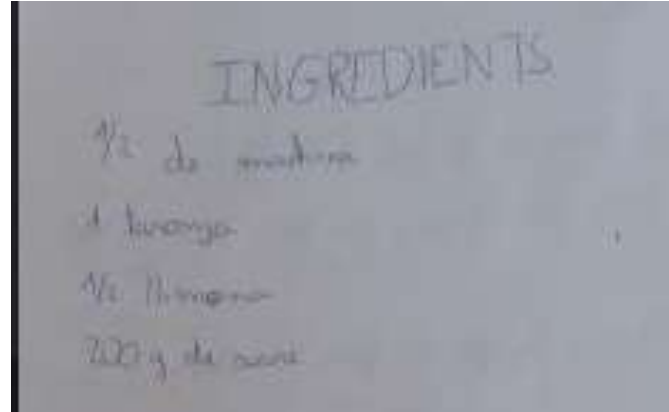 INGREDIENTS
1/2 de
1 taronja
1/2 llimona
200 g de sucre